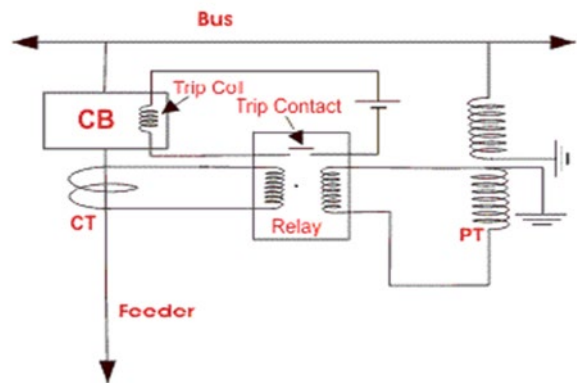 Bus
Trip Coil
Trip Contact
CB
CT
Relay
PT
Feeder